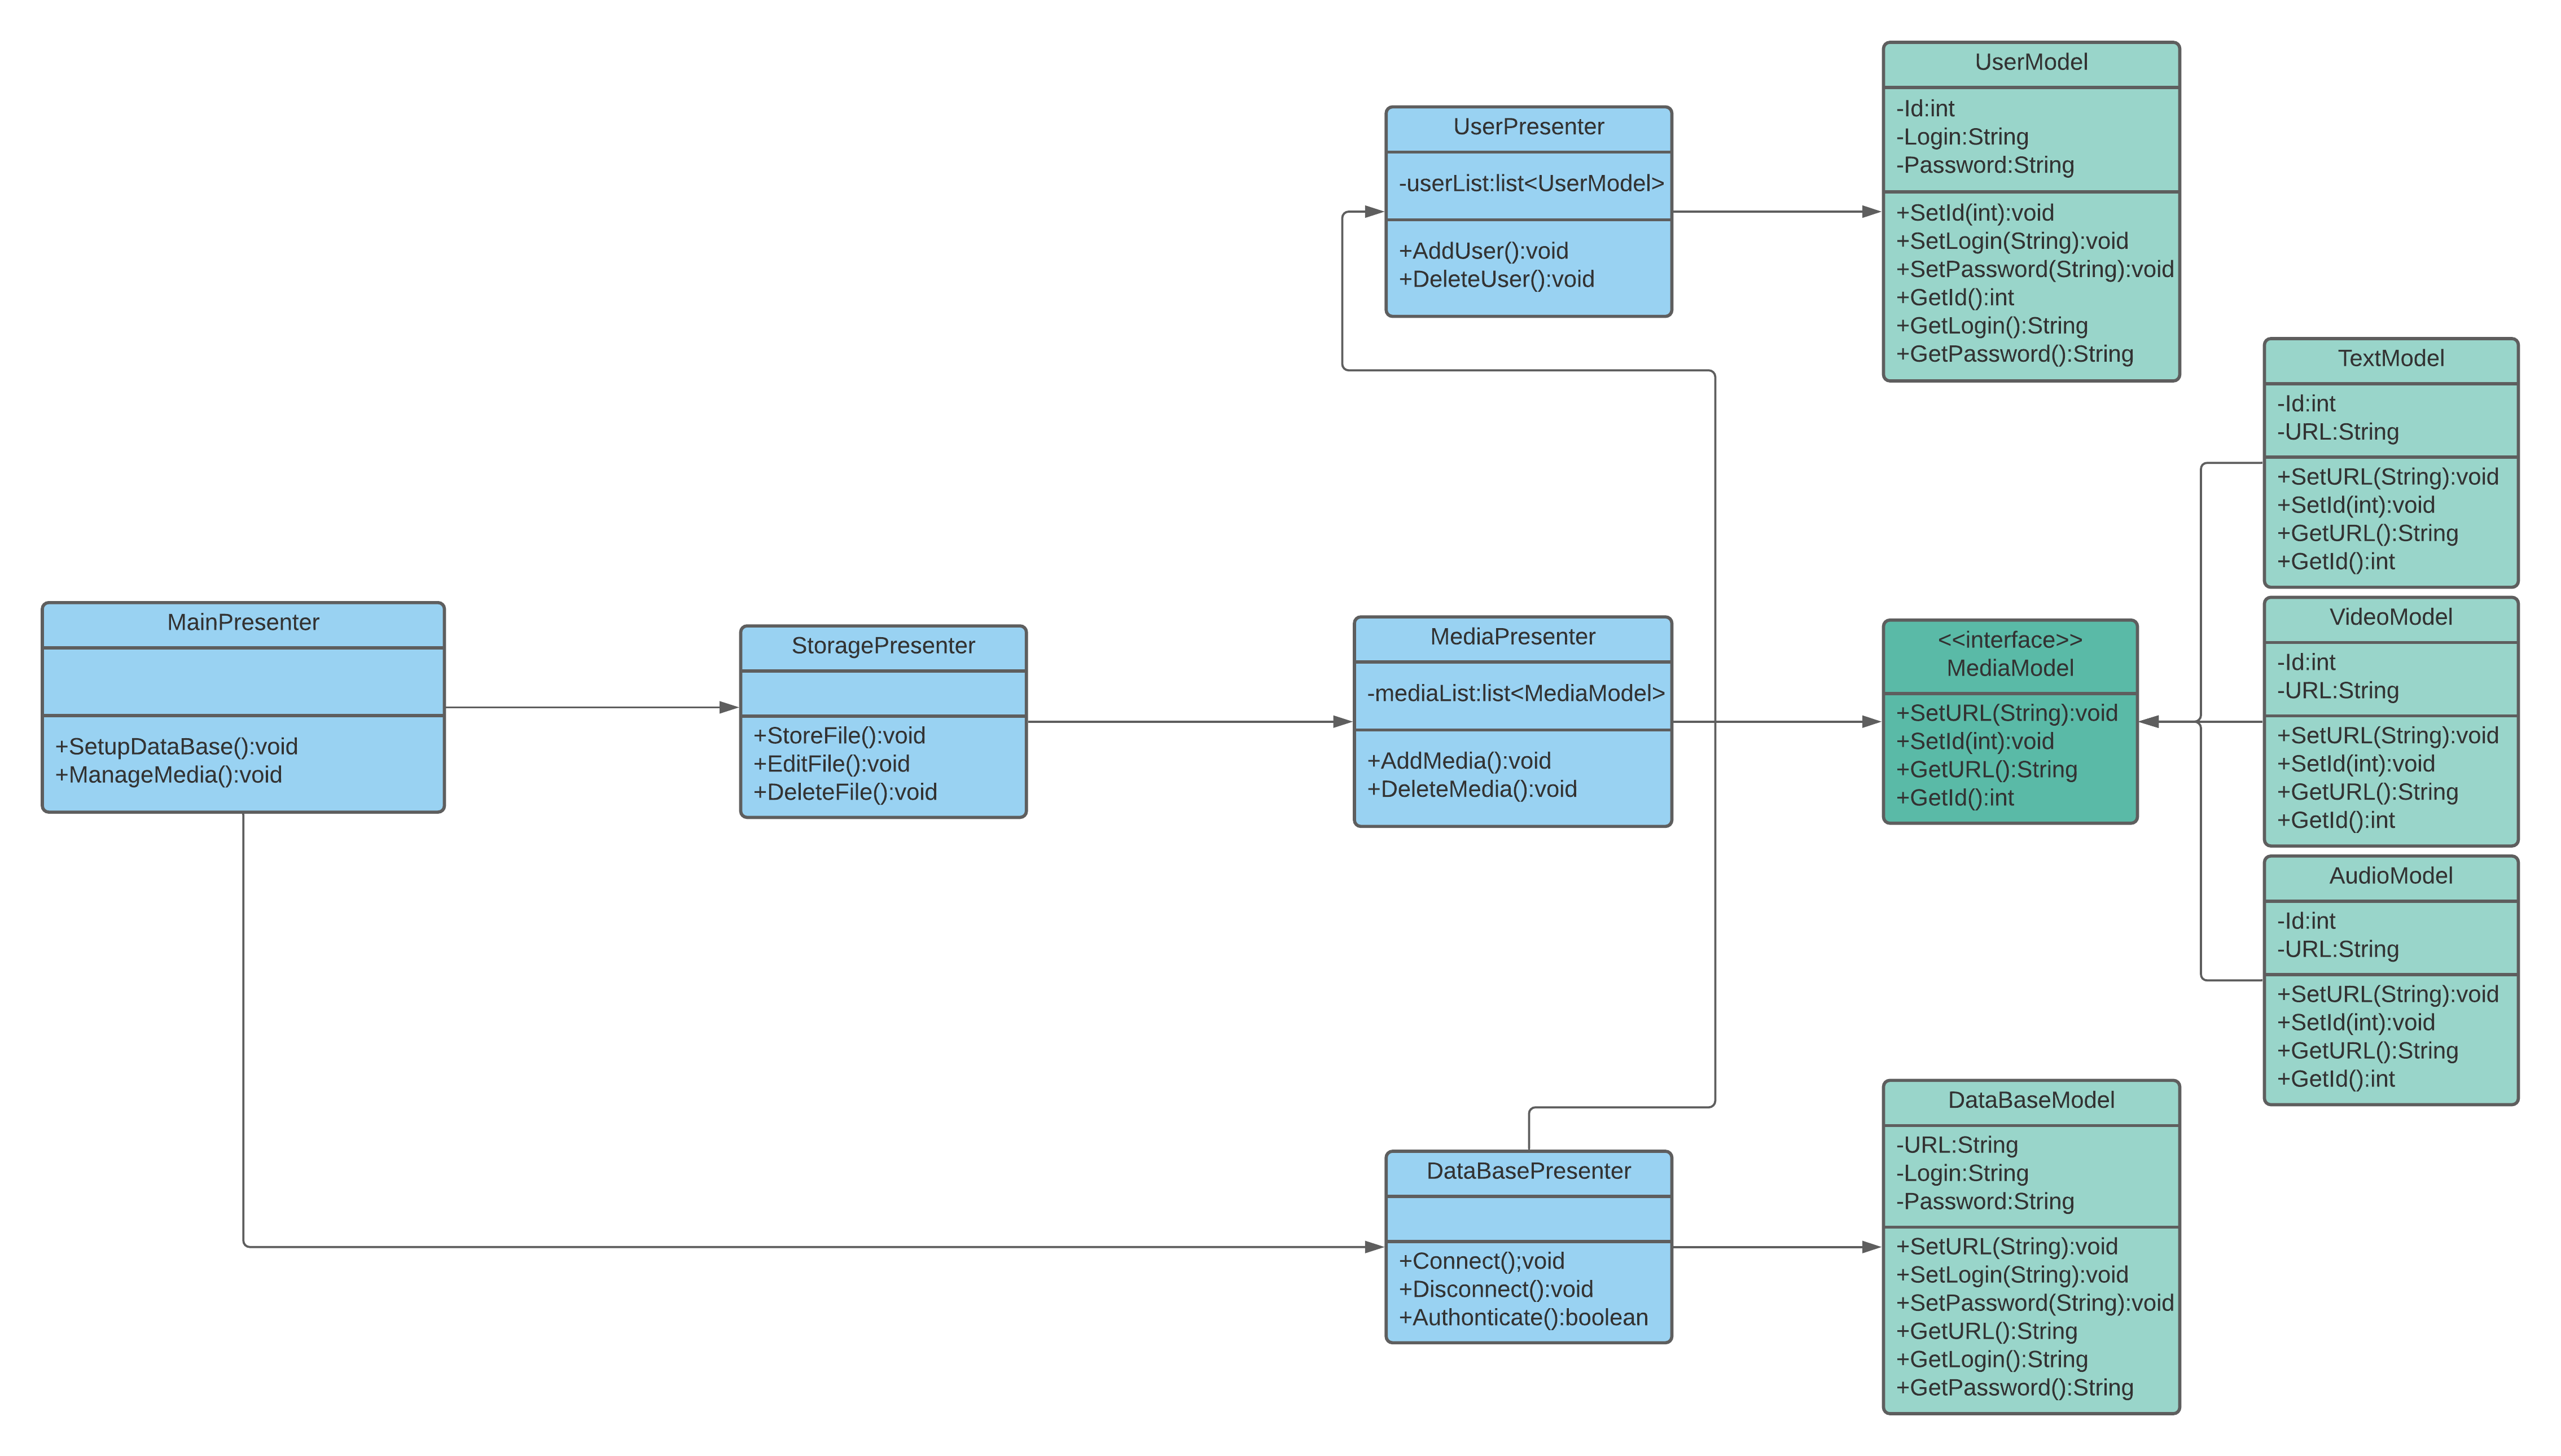 UserModel
-Id:int
-Login:String
-Password:String
+SetId(int):void
+SetLogin(String):void
+SetPassword(String):void
+GetId():int
+GetLogin():String
+GetPassword():String
UserPresenter
-userList:list<UserModel>
+AddUser():void
+DeleteUser():void
TextModel
-Id:int
-URL:String
+SetURL(String):void
+SetId(int):void
+GetURL():String
+GetId():int
MainPresenter
+SetupDataBase():void
+ManageMedia():void
StoragePresenter
+StoreFile():void
+EditFile():void
+DeleteFile():void
MediaPresenter
-mediaList:list<MediaModel>
+AddMedia():void
+DeleteMedia():void
<<interface>>
MediaModel
+SetURL(String):void
+SetId(int):void
+GetURL():String
+GetId():int
VideoModel
-Id:int
-URL:String
+SetURL(String):void
+SetId(int):void
+GetURL():String
+GetId():int
AudioModel
-Id:int
-URL:String
+SetURL(String):void
+SetId(int):void
+GetURL():String
+GetId():int
DataBasePresenter
+Connect();void
+Disconnect():void
+Authonticate():boolean
DataBaseModel
-URL:String
-Login:String
-Password:String
+SetURL(String):void
+SetLogin(String):void
+SetPassword(String):void
+GetURL():String
+GetLogin():String
+GetPassword():String